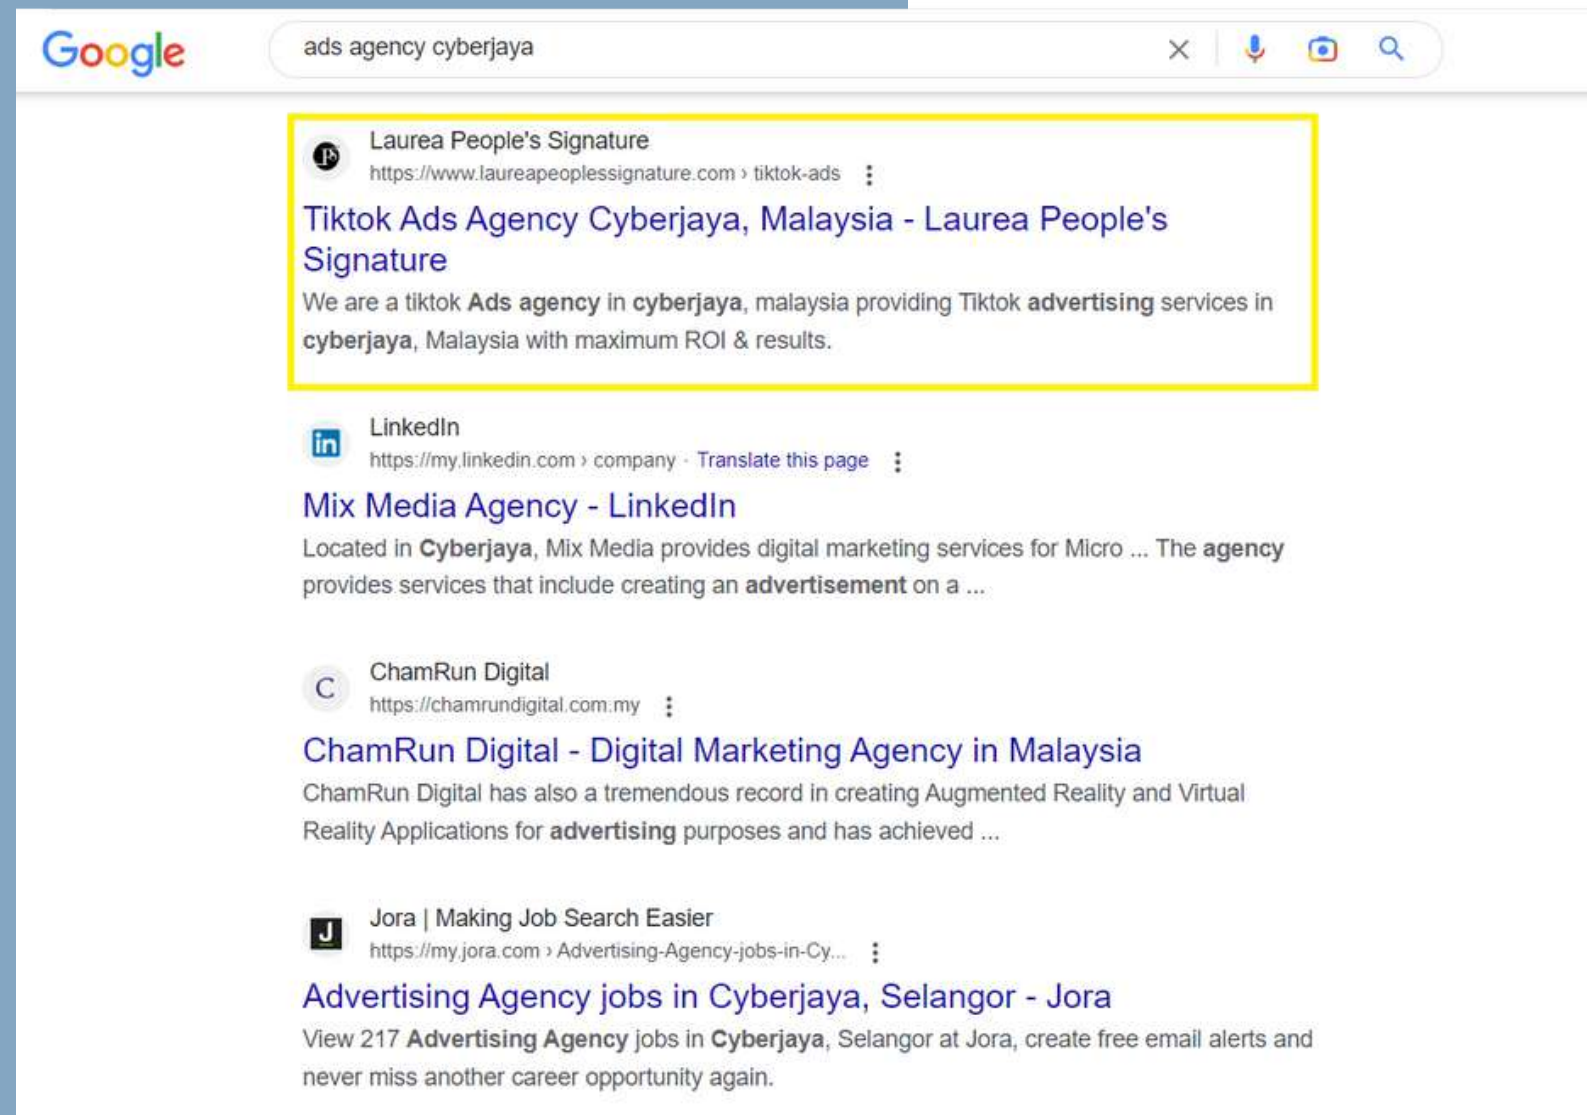 Google
ads agency cyberjaya
Laurea People's Signature
https://www.laureapeoplessignature.com › tiktok-ads
Tiktok Ads Agency Cyberjaya, Malaysia - Laurea People's
Signature
We are a tiktok Ads agency in cyberjaya, malaysia providing Tiktok advertising services in
cyberjaya, Malaysia with maximum ROI & results.
in
LinkedIn
https://my.linkedin.com › company · Translate this page
Mix Media Agency - LinkedIn
Located in Cyberjaya, Mix Media provides digital marketing services for Micro ... The agency
provides services that include creating an advertisement on a ...
C
ChamRun Digital
https://chamrundigital.com.my
ChamRun Digital - Digital Marketing Agency in Malaysia
ChamRun Digital has also a tremendous record in creating Augmented Reality and Virtual
Reality Applications for advertising purposes and has achieved ...
J
Jora | Making Job Search Easier
https://my.jora.com › Advertising-Agency-jobs-in-Cy...
Advertising Agency jobs in Cyberjaya, Selangor - Jora
View 217 Advertising Agency jobs in Cyberjaya, Selangor at Jora, create free email alerts and
never miss another career opportunity again.